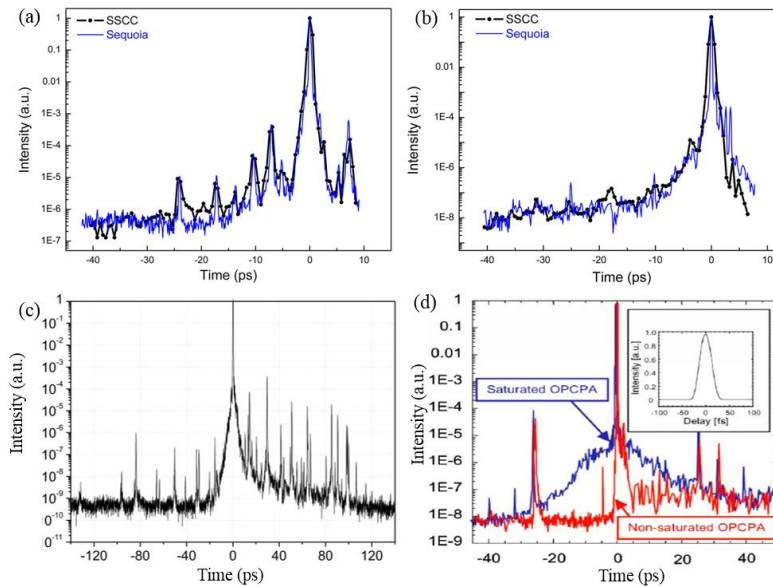 (a)
SSCC
Sequoia
Intensity (a.u.)
1
0.1
0.01
1E-3
1E-4
1E-5
1E-6
1E-7
-40 -30 -20 -10 0 10
Time (ps)
(b)
SSCC
Sequoia
Intensity (a.u.)
1
0.01
1E-4
1E-6
1E-8
-40 -30 -20 -10 0 10
Time (ps)
(c)
Intensity (a.u.)
1
10-1
10-2
10-3
10-4
10-5
10-6
10-7
10-8
10-9
10-10
10-11
-120 -80 -40 0 40 80 120
Time (ps)
(d)
Intensity (a.u.)
1
0.1
0.01
1E-3
1E-4
1E-5
1E-6
1E-7
1E-8
1E-9
-40 -20 0 20 40
Time (ps)
Saturated OPCPA
Non-saturated OPCPA
Intensity [a.u.]
1.0
0.8
0.6
0.4
0.2
0
-100 -50 0 50 100
Delay [fs]